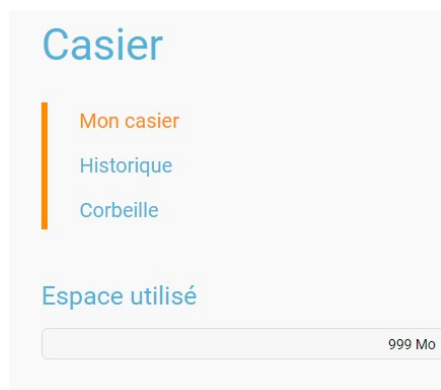 Casier
Mon casier
Historique
Corbeille
Espace utilisé
999 Mo